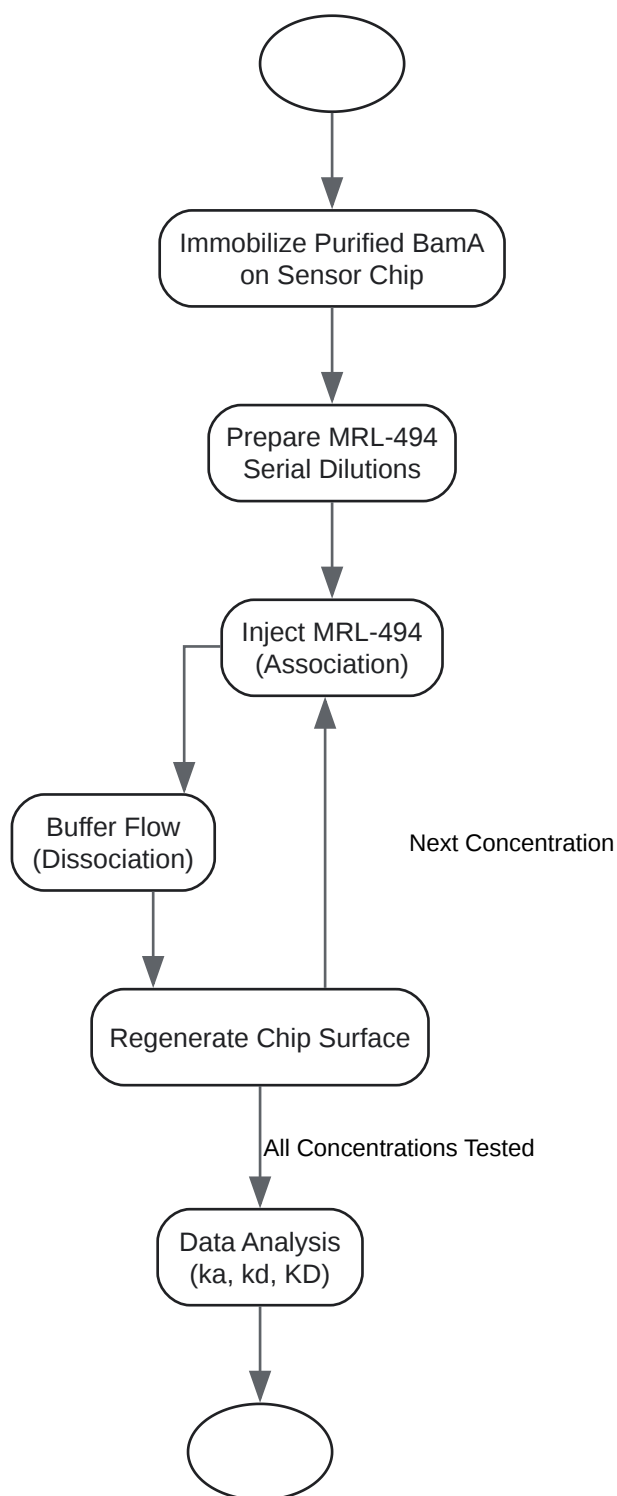 Immobilize Purified BamA
on Sensor Chip
Prepare MRL-494
Serial Dilutions
Inject MRL-494
(Association)
Buffer Flow
(Dissociation)
Next Concentration
Regenerate Chip Surface
All Concentrations Tested
Data Analysis
(ka, kd, KD)